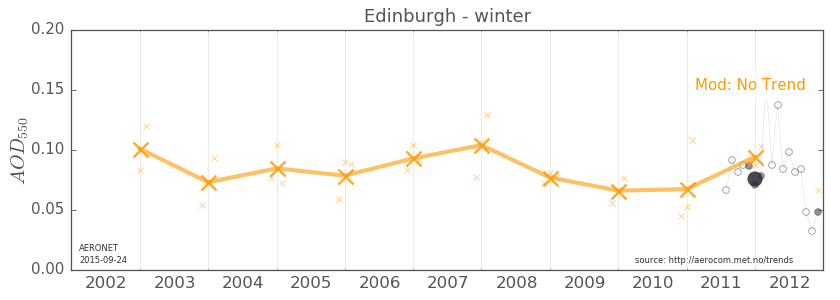 Edinburgh - winter
0.20
0.15
0.10
0.05
0.00
AOD550
Mod: No Trend
AERONET
2015-09-24
source: http://aerocom.met.no/trends
2002 2003 2004 2005 2006 2007 2008 2009 2010 2011 2012